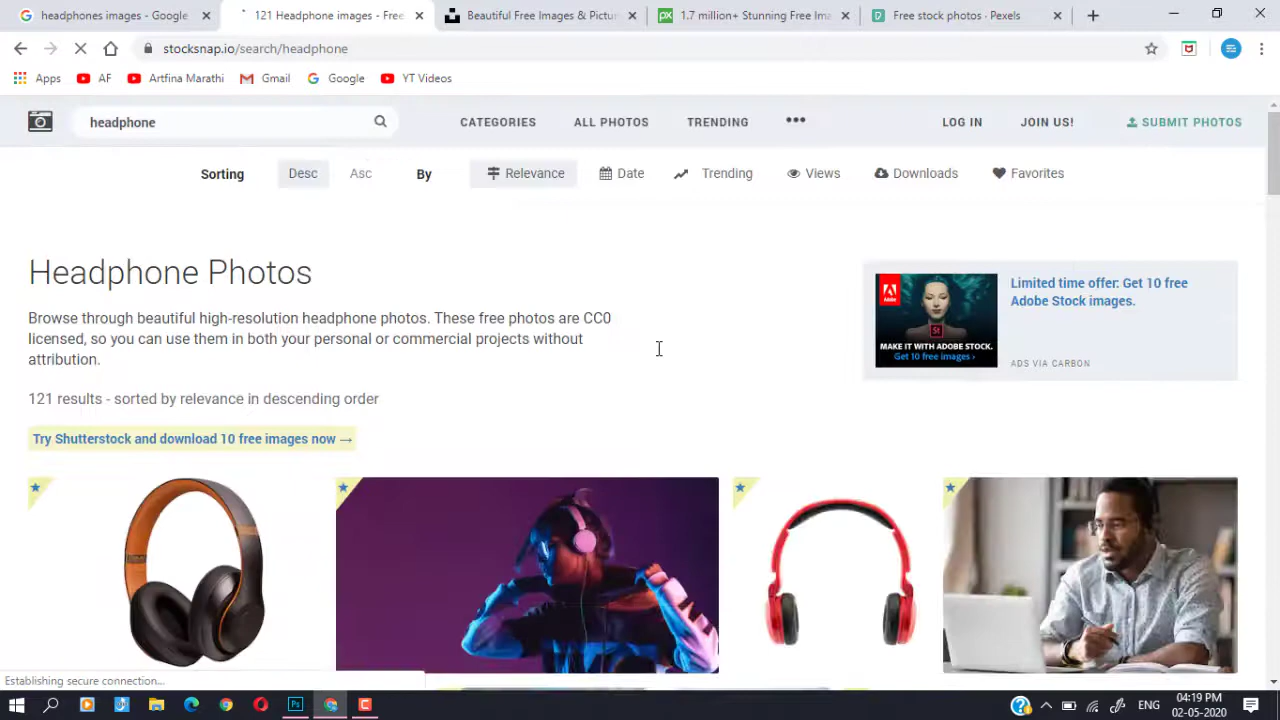 headphones images - Google
121 Headphone images - Free
Beautiful Free Images & Pictur
1.7 million+ Stunning Free Ima
Free stock photos · Pexels
stocksnap.io/search/headphone
Apps
AF
Artfina Marathi
Gmail
Google
YT Videos
headphone
CATEGORIES
ALL PHOTOS
TRENDING
•••
LOG IN
JOIN US!
SUBMIT PHOTOS
Sorting
Desc
Asc
By
Relevance
Date
Trending
Views
Downloads
Favorites
Headphone Photos
Browse through beautiful high-resolution headphone photos. These free photos are CC0
licensed, so you can use them in both your personal or commercial projects without
attribution.
121 results - sorted by relevance in descending order
Try Shutterstock and download 10 free images now →
St
MAKE IT WITH ADOBE STOCK.
Get 10 free images ›
Limited time offer: Get 10 free
Adobe Stock images.
ADS VIA CARBON
Establishing secure connection...
Ps
ENG
04:19 PM
02-05-2020